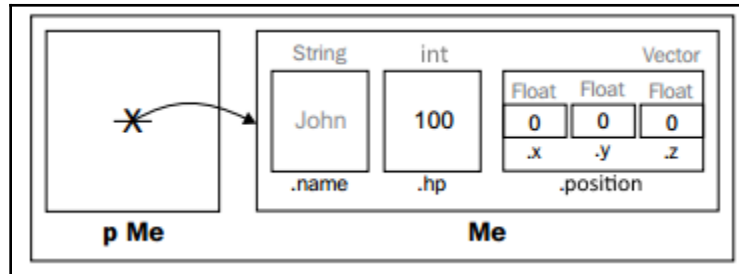 String int Vector
Float Float Float
X John 100 0 0 0
.x .y .z
.name .hp .position
p Me Me